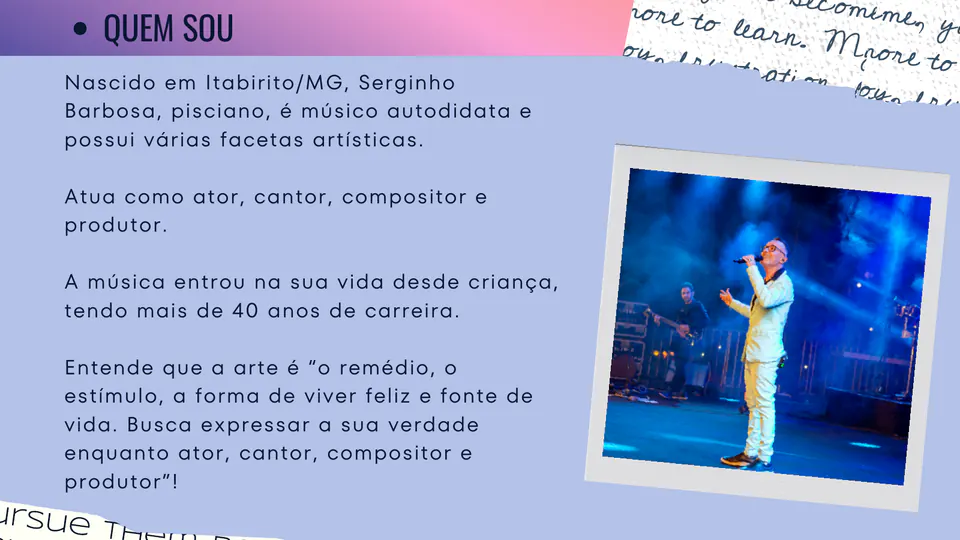 • QUEM SOU
more to learn. Mrore to
Nascido em Itabirito/MG, Serginho
Barbosa, pisciano, é músico autodidata e
possui várias facetas artísticas.
Atua como ator, cantor, compositor e
produtor.
A música entrou na sua vida desde criança,
tendo mais de 40 anos de carreira.
Entende que a arte é “o remédio, o
estímulo, a forma de viver feliz e fonte de
vida. Busca expressar a sua verdade
enquanto ator, cantor, compositor e
produtor”!